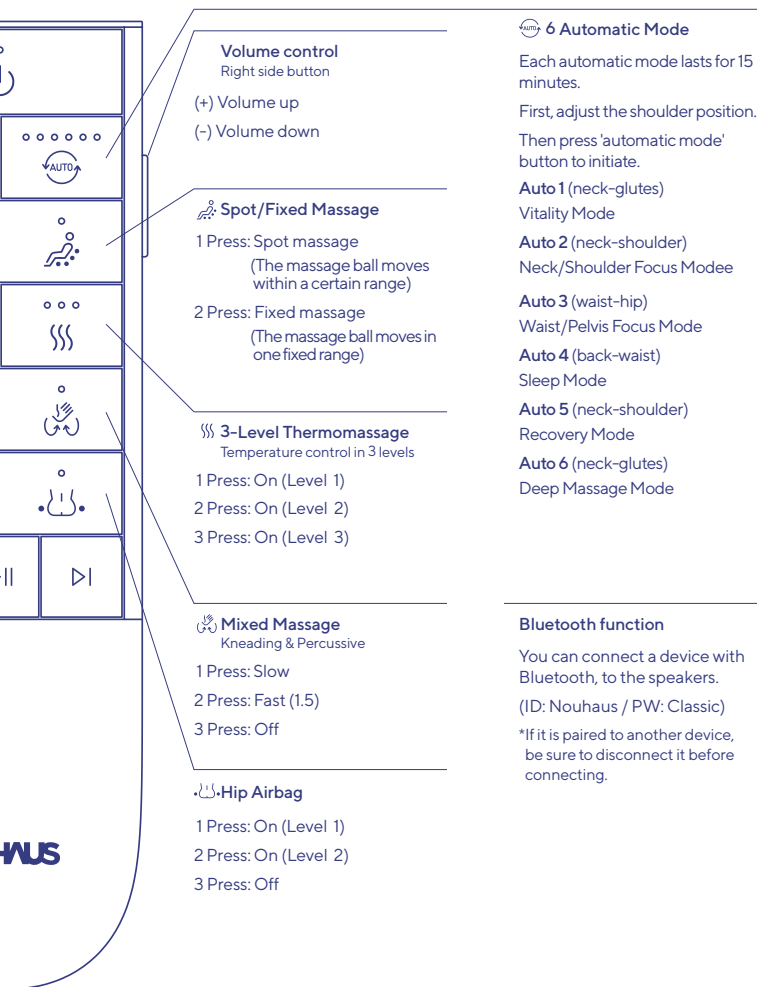 AUTO
HAUS
Volume control
Right side button
(+) Volume up
(-) Volume down
Spot/Fixed Massage
1 Press: Spot massage
(The massage ball moves
within a certain range)
2 Press: Fixed massage
(The massage ball moves in
one fixed range)
3-Level Thermomassage
Temperature control in 3 levels
1 Press: On (Level 1)
2 Press: On (Level 2)
3 Press: On (Level 3)
Mixed Massage
Kneading & Percussive
1 Press: Slow
2 Press: Fast (1.5)
3 Press: Off
Hip Airbag
1 Press: On (Level 1)
2 Press: On (Level 2)
3 Press: Off
AUTO 6 Automatic Mode
Each automatic mode lasts for 15
minutes.
First, adjust the shoulder position.
Then press 'automatic mode'
button to initiate.
Auto 1 (neck-glutes)
Vitality Mode
Auto 2 (neck-shoulder)
Neck/Shoulder Focus Modee
Auto 3 (waist-hip)
Waist/Pelvis Focus Mode
Auto 4 (back-waist)
Sleep Mode
Auto 5 (neck-shoulder)
Recovery Mode
Auto 6 (neck-glutes)
Deep Massage Mode
Bluetooth function
You can connect a device with
Bluetooth, to the speakers.
(ID: Nouhaus / PW: Classic)
*If it is paired to another device,
be sure to disconnect it before
connecting.